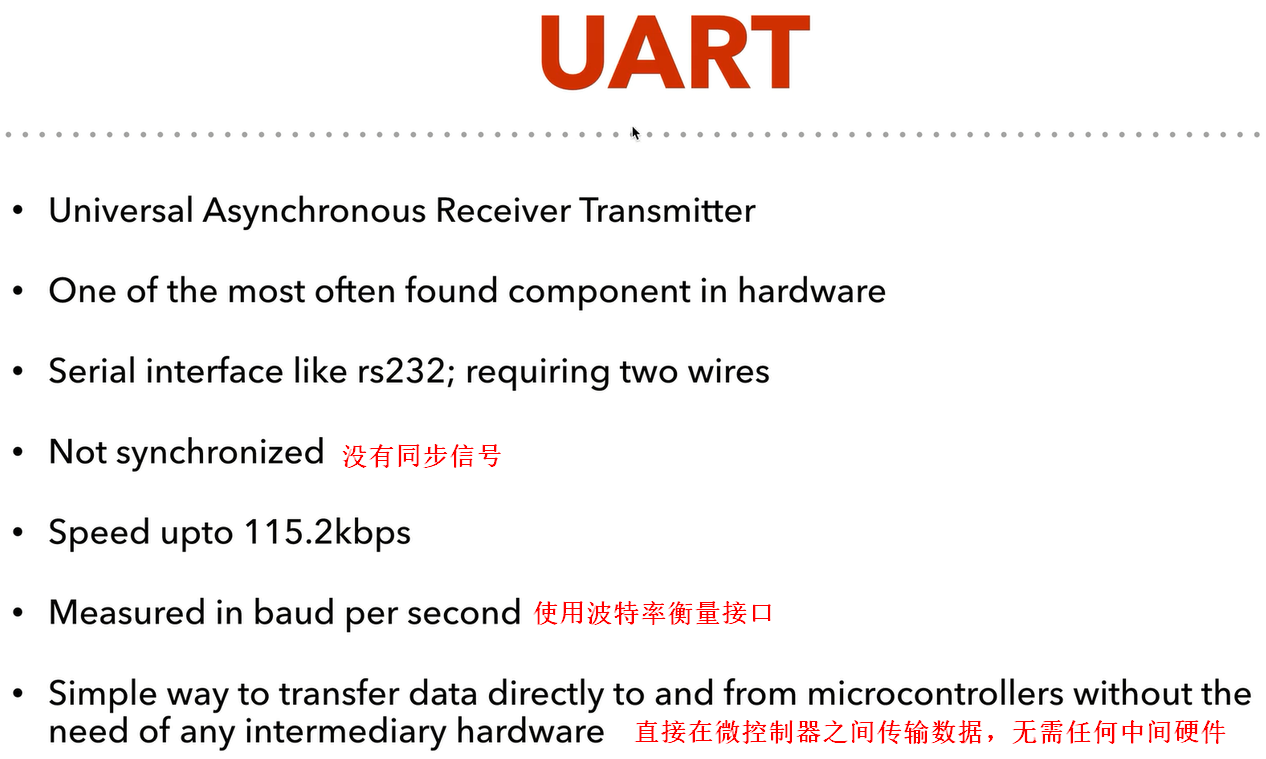 UART
• Universal Asynchronous Receiver Transmitter
• One of the most often found component in hardware
• Serial interface like rs232; requiring two wires
• Not synchronized 没有同步信号
• Speed upto 115.2kbps
• Measured in baud per second 使用波特率衡量接口
• Simple way to transfer data directly to and from microcontrollers without the
need of any intermediary hardware 直接在微控制器之间传输数据，无需任何中间硬件